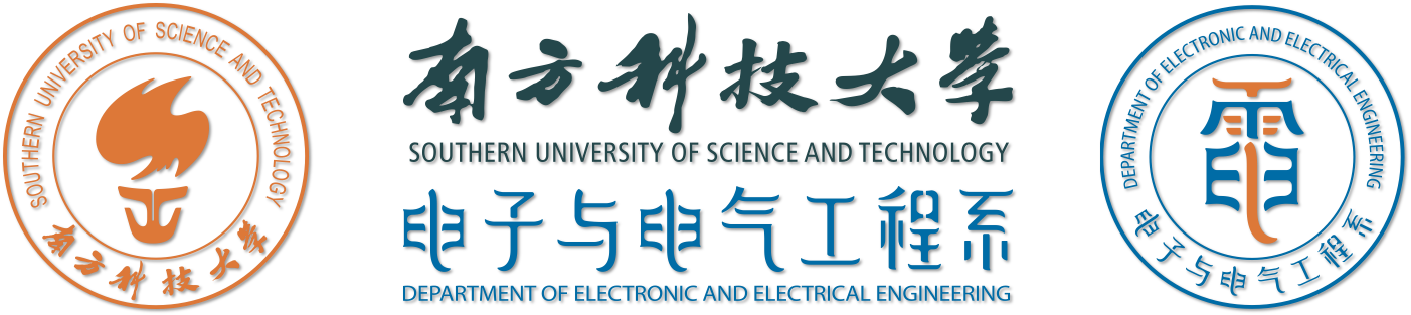 SOUTHERN UNIVERSITY OF SCIENCE AND TECHNOLOGY
南方科技大学
南方科技大学
SOUTHERN UNIVERSITY OF SCIENCE AND TECHNOLOGY
电子与电气工程系
DEPARTMENT OF ELECTRONIC AND ELECTRICAL ENGINEERING
DEPARTMENT OF ELECTRONIC AND ELECTRICAL ENGINEERING
電
电子与电气工程系